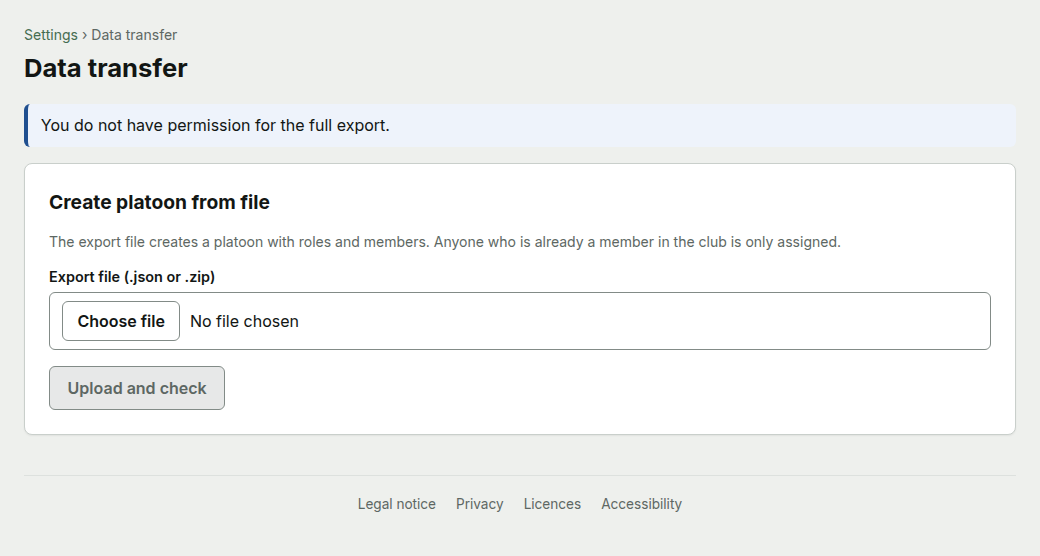 Settings › Data transfer
Data transfer
You do not have permission for the full export.
Create platoon from file
The export file creates a platoon with roles and members. Anyone who is already a member in the club is only assigned.
Export file (.json or .zip)
Choose file No file chosen
Upload and check
Legal notice Privacy Licences Accessibility